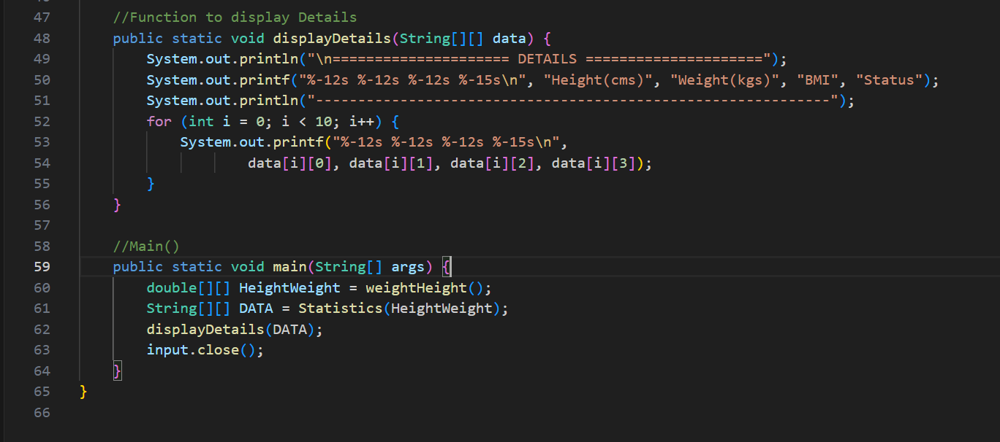 47 //Function to display Details
48 public static void displayDetails(String[][] data) {
49 System.out.println("\n===================== DETAILS =====================");
50 System.out.printf("%-12s %-12s %-12s %-15s\n", "Height(cms)", "Weight(kgs)", "BMI", "Status");
51 System.out.println("-------------------------------------------------------------");
52 for (int i = 0; i < 10; i++) {
53 System.out.printf("%-12s %-12s %-12s %-15s\n",
54 data[i][0], data[i][1], data[i][2], data[i][3]);
55 }
56 }
57
58 //Main()
59 public static void main(String[] args) {
60 double[][] HeightWeight = weightHeight();
61 String[][] DATA = Statistics(HeightWeight);
62 displayDetails(DATA);
63 input.close();
64 }
65 }
66